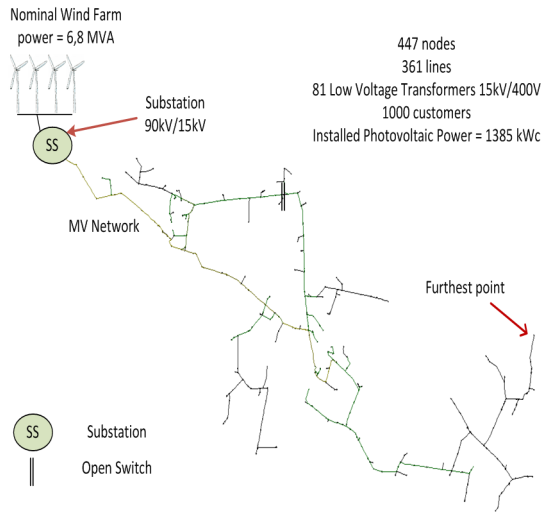 Nominal Wind Farm
power = 6,8 MVA
447 nodes
361 lines
81 Low Voltage Transformers 15kV/400V
1000 customers
Installed Photovoltaic Power = 1385 kWc
Substation
90kV/15kV
SS
MV Network
Furthest point
SS
Substation
Open Switch